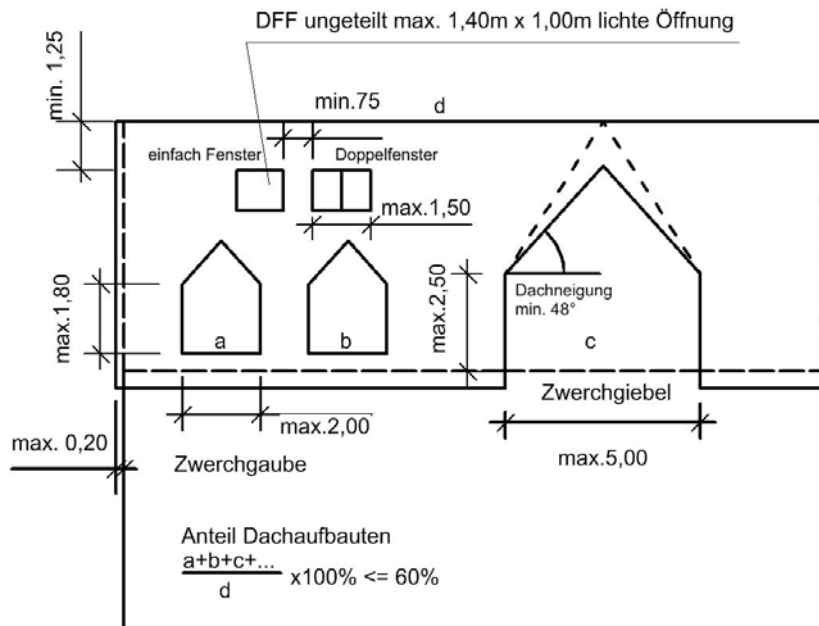 DFF ungeteilt max. 1,40m x 1,00m lichte Öffnung
min. 1,25
min.75
d
einfach Fenster
Doppelfenster
max.1,50
max.1,80
max.2,50
Dachneigung
min. 48°
a
b
c
Zwerchgiebel
max.2,00
max. 0,20
Zwerchgaube
max.5,00
Anteil Dachaufbauten
a+b+c+...
d
x100% <= 60%